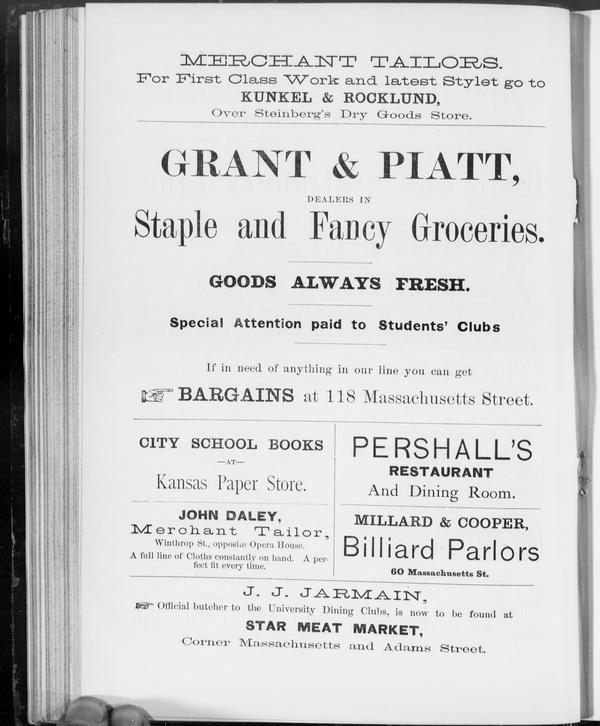 MERCHANT TAILORS.
For First Class Work and latest Stylet go to
KUNKEL & ROCKLUND,
Over Steinberg's Dry Goods Store.
GRANT & PIATT,
DEALERS IN
Staple and Fancy Groceries.
GOODS ALWAYS FRESH.
Special Attention paid to Students' Clubs
If in need of anything in our line you can get
☞ BARGAINS at 118 Massachusetts Street.
CITY SCHOOL BOOKS
—AT—
Kansas Paper Store.
JOHN DALEY,
Merchant Tailor,
Winthrop St., opposite Opera House.
A full line of Cloths constantly on hand. A per-
fect fit every time.
PERSHALL'S
RESTAURANT
And Dining Room.
MILLARD & COOPER,
Billiard Parlors
60 Massachusetts St.
J. J. JARMAIN,
☞ Official butcher to the University Dining Clubs, is now to be found at
STAR MEAT MARKET,
Corner Massachusetts and Adams Street.